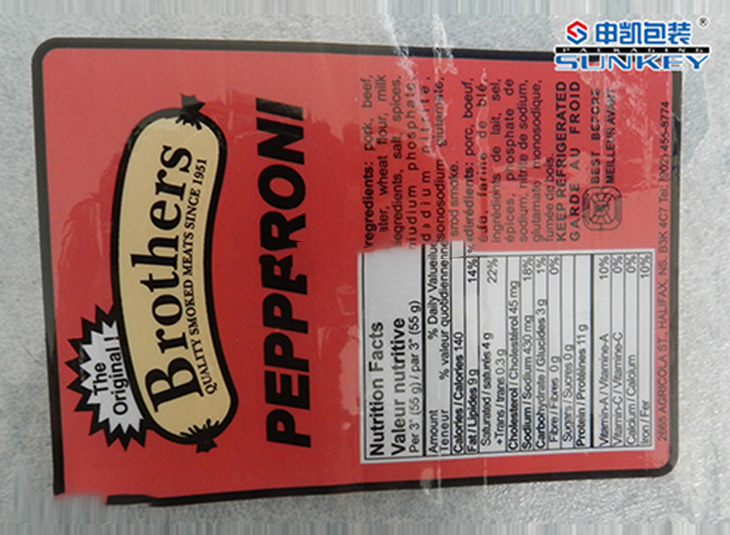 申凯包装®
PACKAGING
SUNKEY
The
Original!
Brothers
QUALITY SMOKED MEATS SINCE 1951
PEPPERONI
Nutrition Facts
Valeur nutritive
Per 3" (55 g) / par 3" (55 g)
Amount % Daily Value
Teneur % valeur quotidienne
Calories / Calories 140
Fat / Lipides 9 g 14%
Saturated / saturés 4 g 22%
+Trans / trans 0.3 g
Cholesterol / Cholestérol 45 mg
Sodium / Sodium 430 mg 18%
Carbohydrate / Glucides 3 g 1%
Fibre / Fibres 0 g 0%
Sugars / Sucres 0 g
Protein / Protéines 11 g
Vitamin-A / Vitamine-A 10%
Vitamin-C / Vitamine-C 0%
Calcium / Calcium 0%
Iron / Fer 10%
pork, beef,
wheat flour, milk
ingredients, salt, spices,
sodium phosphate,
sodium nitrite,
monosodium glutamate,
smoke.
porc, boeuf,
eau, farine de blé,
ingrédients de lait, sel,
épices, phosphate de
sodium, nitrite de sodium,
glutamate monosodique,
fumée de bois.
KEEP REFRIGERATED
GARDE AU FROID
BEST BEFORE
MEILLEUR AVANT
2665 AGRICOLA ST., HALIFAX, NS. B3K 4C7 Tel. (902) 455-8774